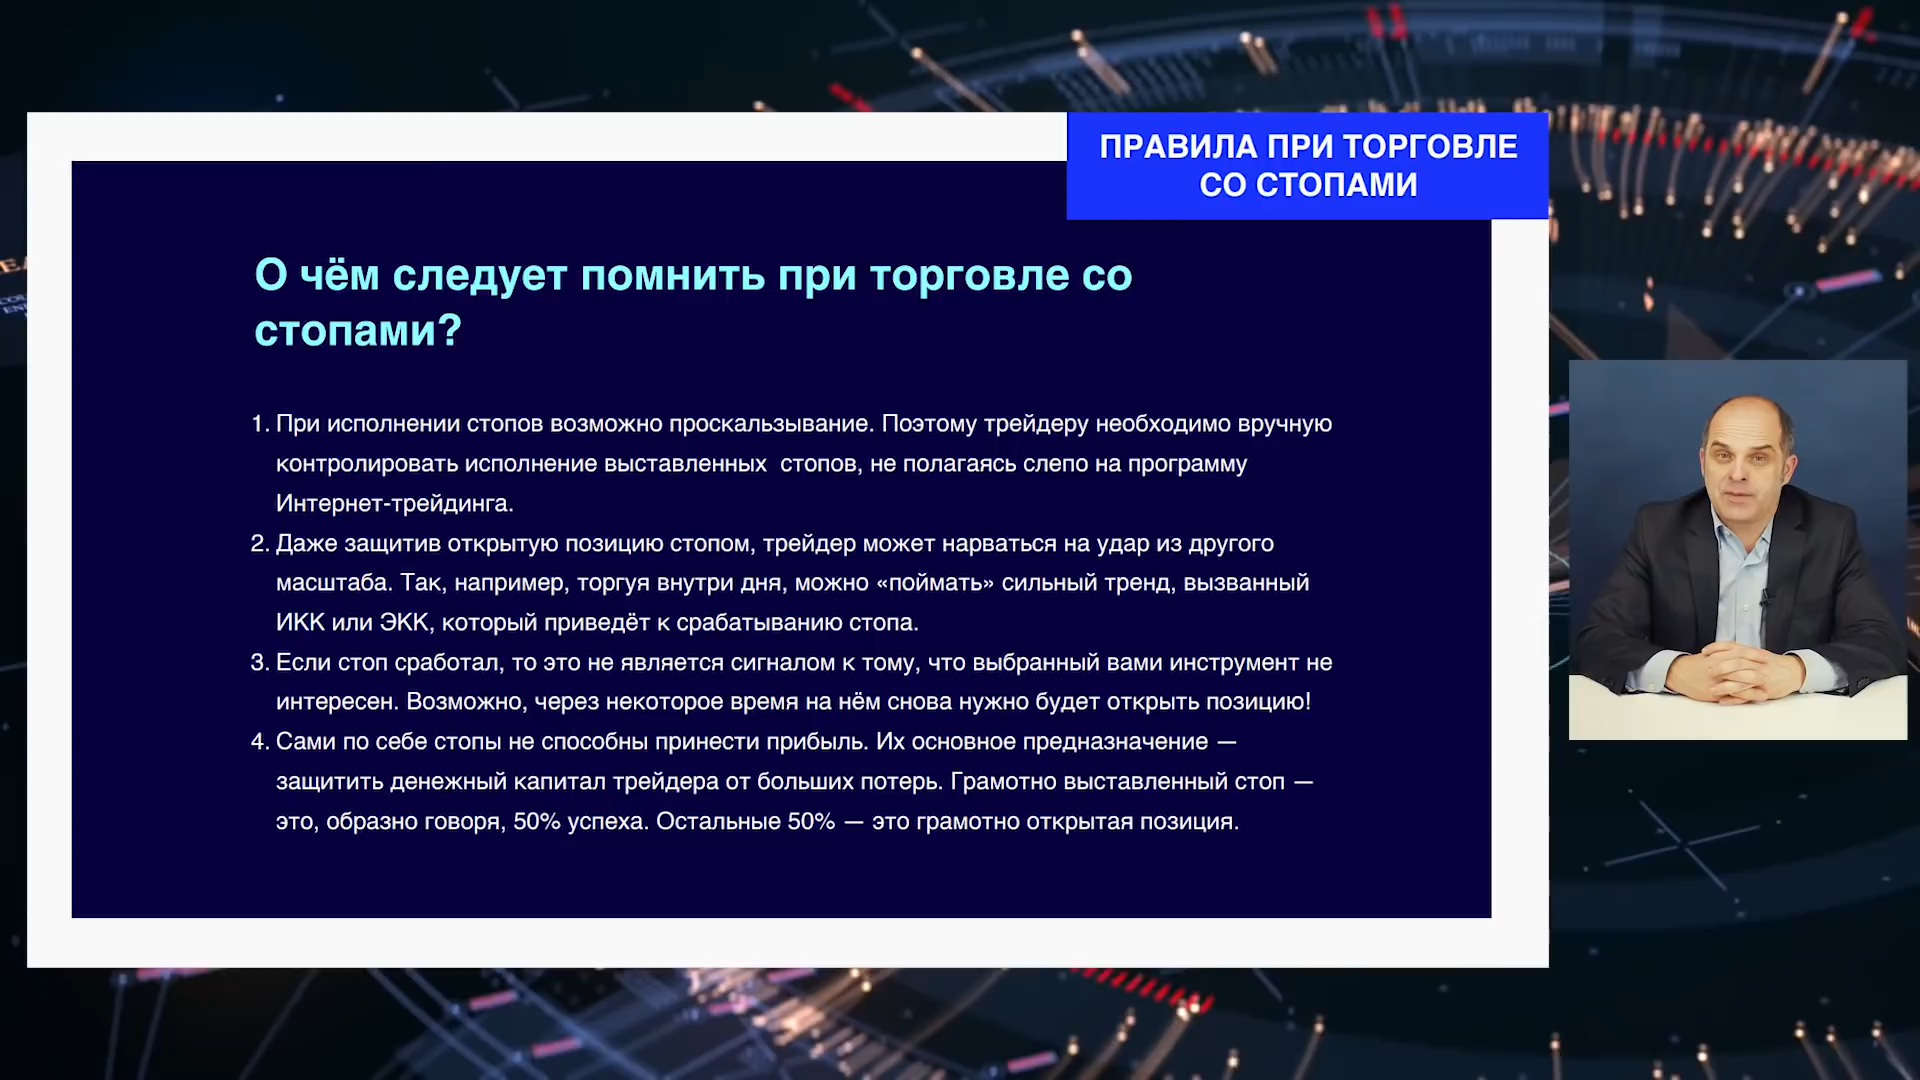 ПРАВИЛА ПРИ ТОРГОВЛЕ
СО СТОПАМИ
О чём следует помнить при торговле со
стопами?
1. При исполнении стопов возможно проскальзывание. Поэтому трейдеру необходимо вручную
контролировать исполнение выставленных  стопов, не полагаясь слепо на программу
Интернет-трейдинга.
2. Даже защитив открытую позицию стопом, трейдер может нарваться на удар из другого
масштаба. Так, например, торгуя внутри дня, можно «поймать» сильный тренд, вызванный
ИКК или ЭКК, который приведёт к срабатыванию стопа.
3. Если стоп сработал, то это не является сигналом к тому, что выбранный вами инструмент не
интересен. Возможно, через некоторое время на нём снова нужно будет открыть позицию!
4. Сами по себе стопы не способны принести прибыль. Их основное предназначение —
защитить денежный капитал трейдера от больших потерь. Грамотно выставленный стоп —
это, образно говоря, 50% успеха. Остальные 50% — это грамотно открытая позиция.